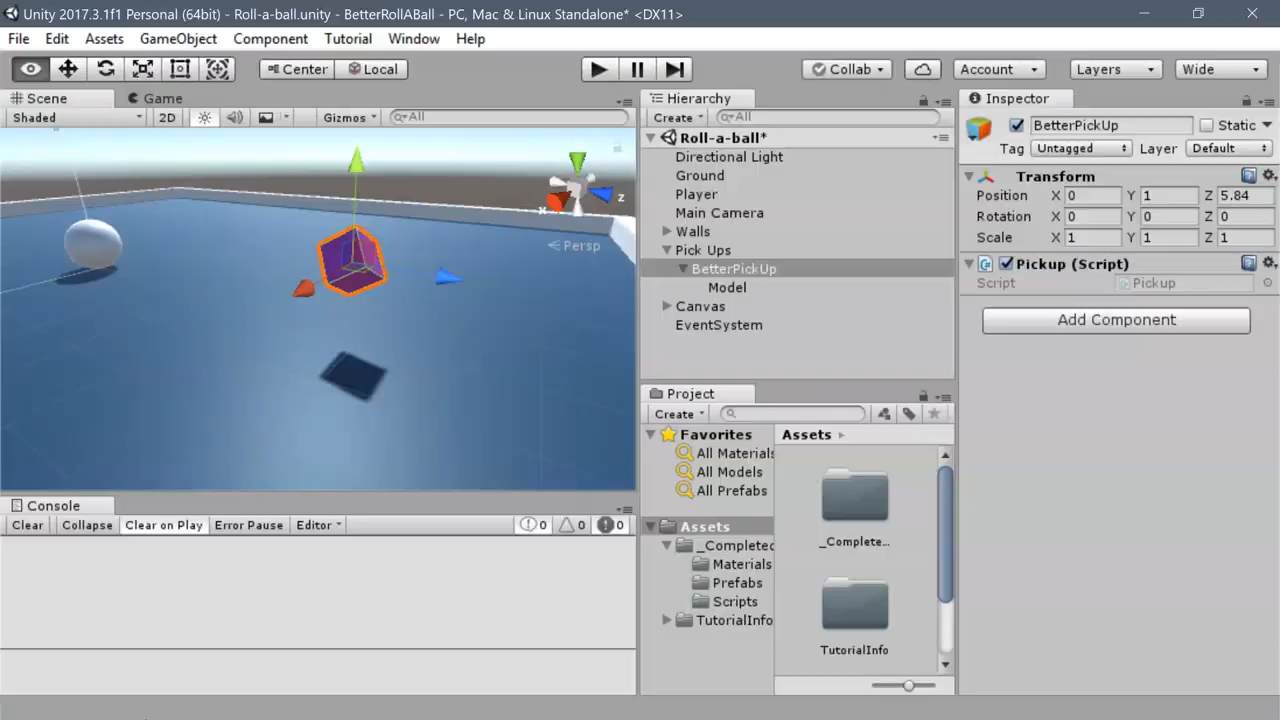 Unity 2017.3.1f1 Personal (64bit) - Roll-a-ball.unity - BetterRollABall - PC, Mac & Linux Standalone* <DX11>
File Edit Assets GameObject Component Tutorial Window Help
Center Local Collab Account Layers Wide
Scene Game
Shaded 2D Gizmos All
x z
Persp
Console
Clear Collapse Clear on Play Error Pause Editor 0 0 0
Hierarchy
Create All
Roll-a-ball*
Directional Light
Ground
Player
Main Camera
Walls
Pick Ups
BetterPickUp
Model
Canvas
EventSystem
Project
Create
Favorites
All Materials
All Models
All Prefabs
Assets
_Completed
Materials
Prefabs
Scripts
TutorialInfo
Assets
_Complete...
TutorialInfo
Inspector
BetterPickUp Static
Tag Untagged Layer Default
Transform
Position X 0 Y 1 Z 5.84
Rotation X 0 Y 0 Z 0
Scale X 1 Y 1 Z 1
Pickup (Script)
Script Pickup
Add Component